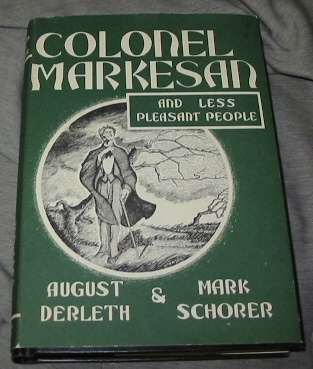 COLONEL
MARKESAN
AND LESS
PLEASANT PEOPLE
AUGUST
DERLETH
&
MARK
SCHORER